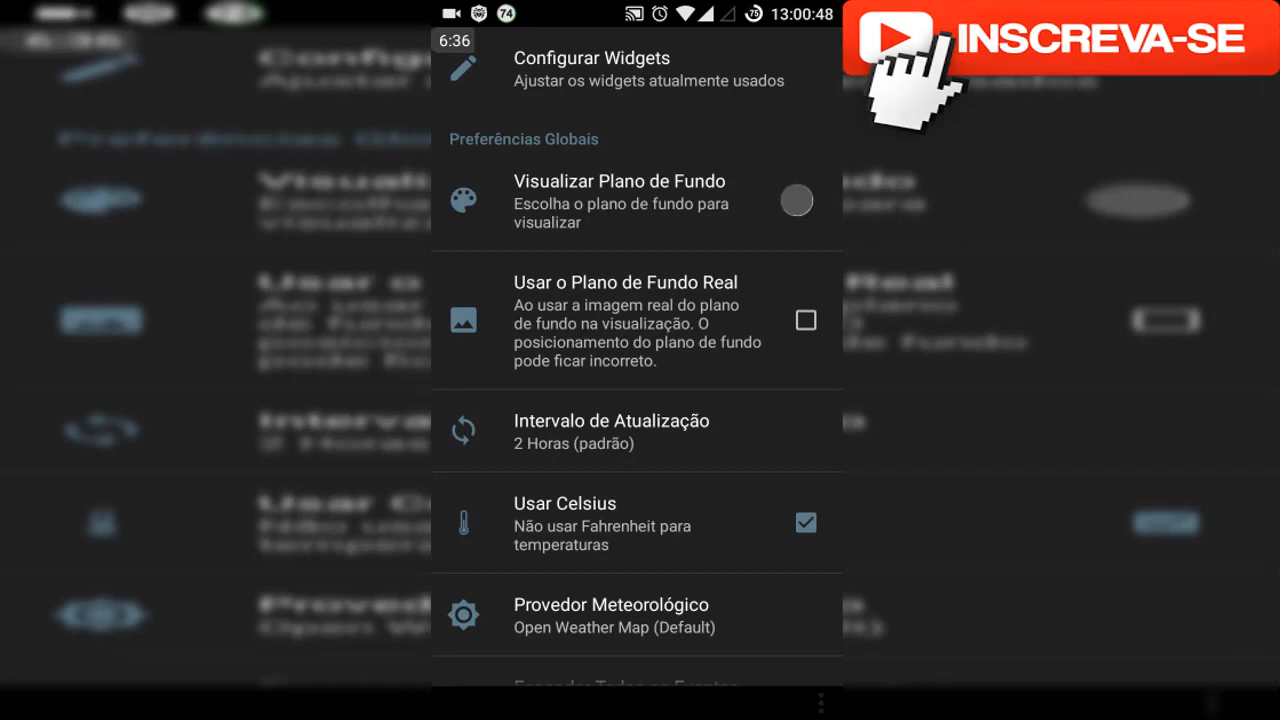 74
75
13:00:48
INSCREVA-SE
6:36
Configurar Widgets
Ajustar os widgets atualmente usados
Preferências Globais
Visualizar Plano de Fundo
Escolha o plano de fundo para
visualizar
Usar o Plano de Fundo Real
Ao usar a imagem real do plano
de fundo na visualização. O
posicionamento do plano de fundo
pode ficar incorreto.
Intervalo de Atualização
2 Horas (padrão)
Usar Celsius
Não usar Fahrenheit para
temperaturas
Provedor Meteorológico
Open Weather Map (Default)